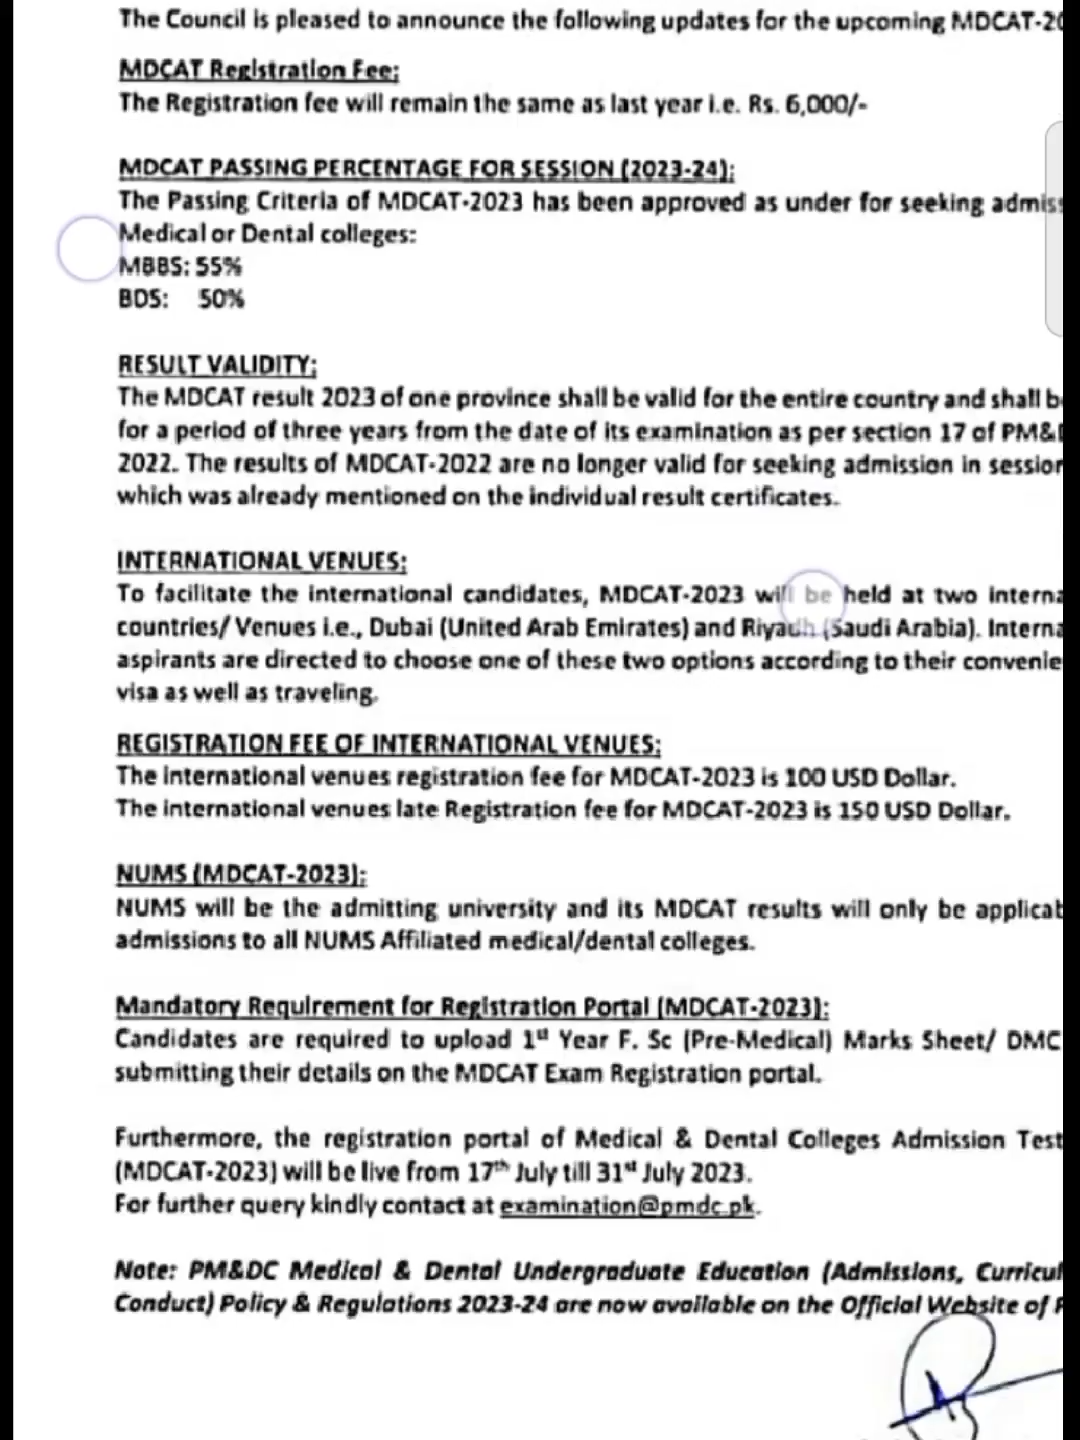 The Council is pleased to announce the following updates for the upcoming MDCAT-20
MDCAT Registration Fee:
The Registration fee will remain the same as last year i.e. Rs. 6,000/-
MDCAT PASSING PERCENTAGE FOR SESSION (2023-24):
The Passing Criteria of MDCAT-2023 has been approved as under for seeking admiss
Medical or Dental colleges:
MBBS: 55%
BDS: 50%
RESULT VALIDITY:
The MDCAT result 2023 of one province shall be valid for the entire country and shall b
for a period of three years from the date of its examination as per section 17 of PM&D
2022. The results of MDCAT-2022 are no longer valid for seeking admission in session
which was already mentioned on the individual result certificates.
INTERNATIONAL VENUES:
To facilitate the international candidates, MDCAT-2023 will be held at two interna
countries/ Venues i.e., Dubai (United Arab Emirates) and Riyadh (Saudi Arabia). Interna
aspirants are directed to choose one of these two options according to their convenie
visa as well as traveling.
REGISTRATION FEE OF INTERNATIONAL VENUES:
The international venues registration fee for MDCAT-2023 is 100 USD Dollar.
The international venues late Registration fee for MDCAT-2023 is 150 USD Dollar.
NUMS (MDCAT-2023):
NUMS will be the admitting university and its MDCAT results will only be applicab
admissions to all NUMS Affiliated medical/dental colleges.
Mandatory Requirement for Registration Portal (MDCAT-2023):
Candidates are required to upload 1st Year F. Sc (Pre-Medical) Marks Sheet/ DMC
submitting their details on the MDCAT Exam Registration portal.
Furthermore, the registration portal of Medical & Dental Colleges Admission Test
(MDCAT-2023) will be live from 17th July till 31st July 2023.
For further query kindly contact at examination@pmdc.pk.
Note: PM&DC Medical & Dental Undergraduate Education (Admissions, Curricul
Conduct) Policy & Regulations 2023-24 are now available on the Official Website of P